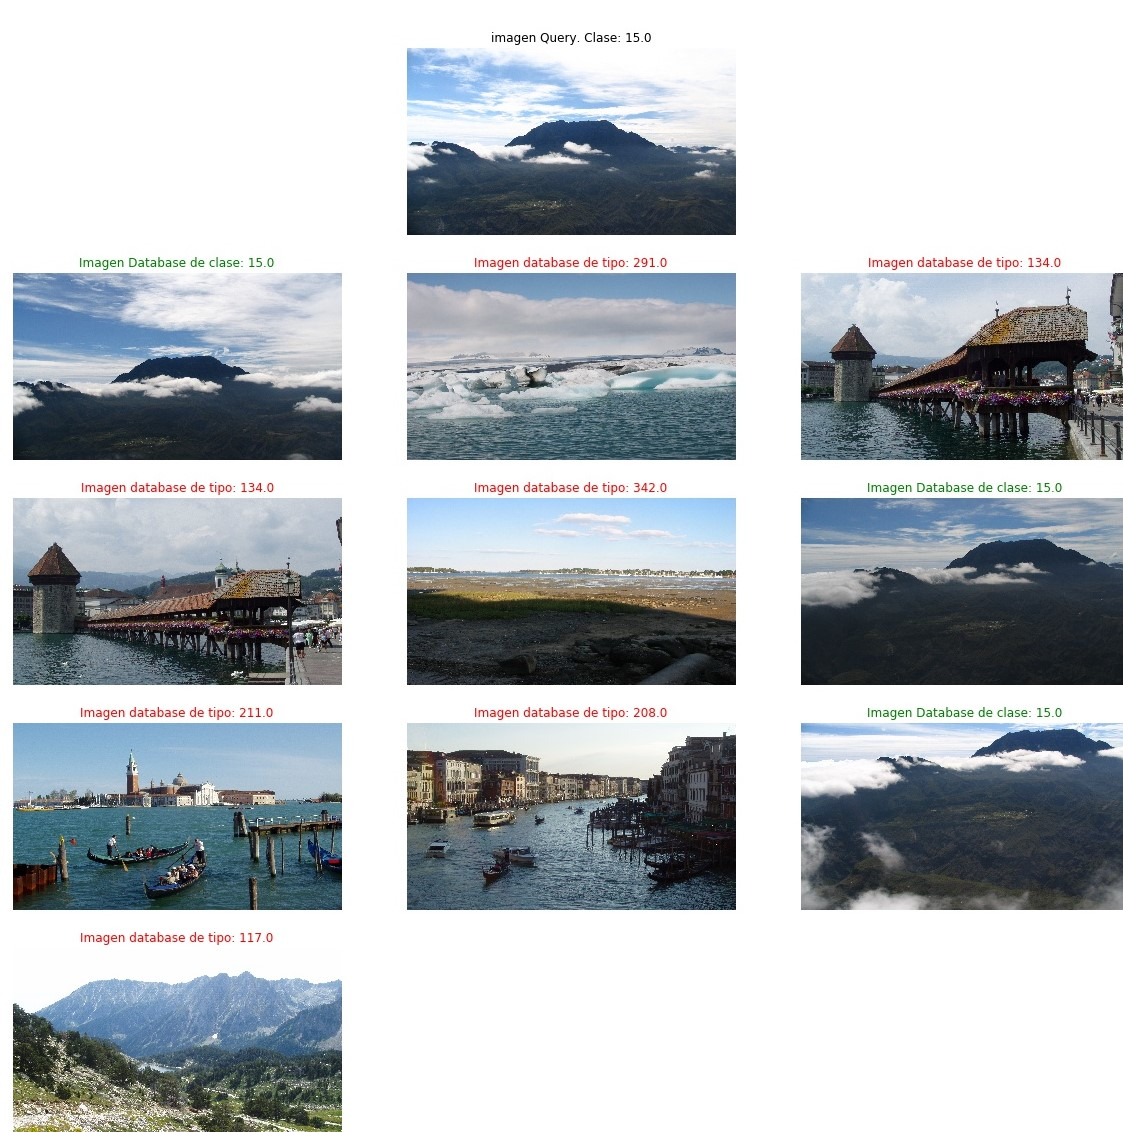 imagen Query. Clase: 15.0
Imagen Database de clase: 15.0
Imagen database de tipo: 291.0
Imagen database de tipo: 134.0
Imagen database de tipo: 134.0
Imagen database de tipo: 342.0
Imagen Database de clase: 15.0
Imagen database de tipo: 211.0
Imagen database de tipo: 208.0
Imagen Database de clase: 15.0
Imagen database de tipo: 117.0